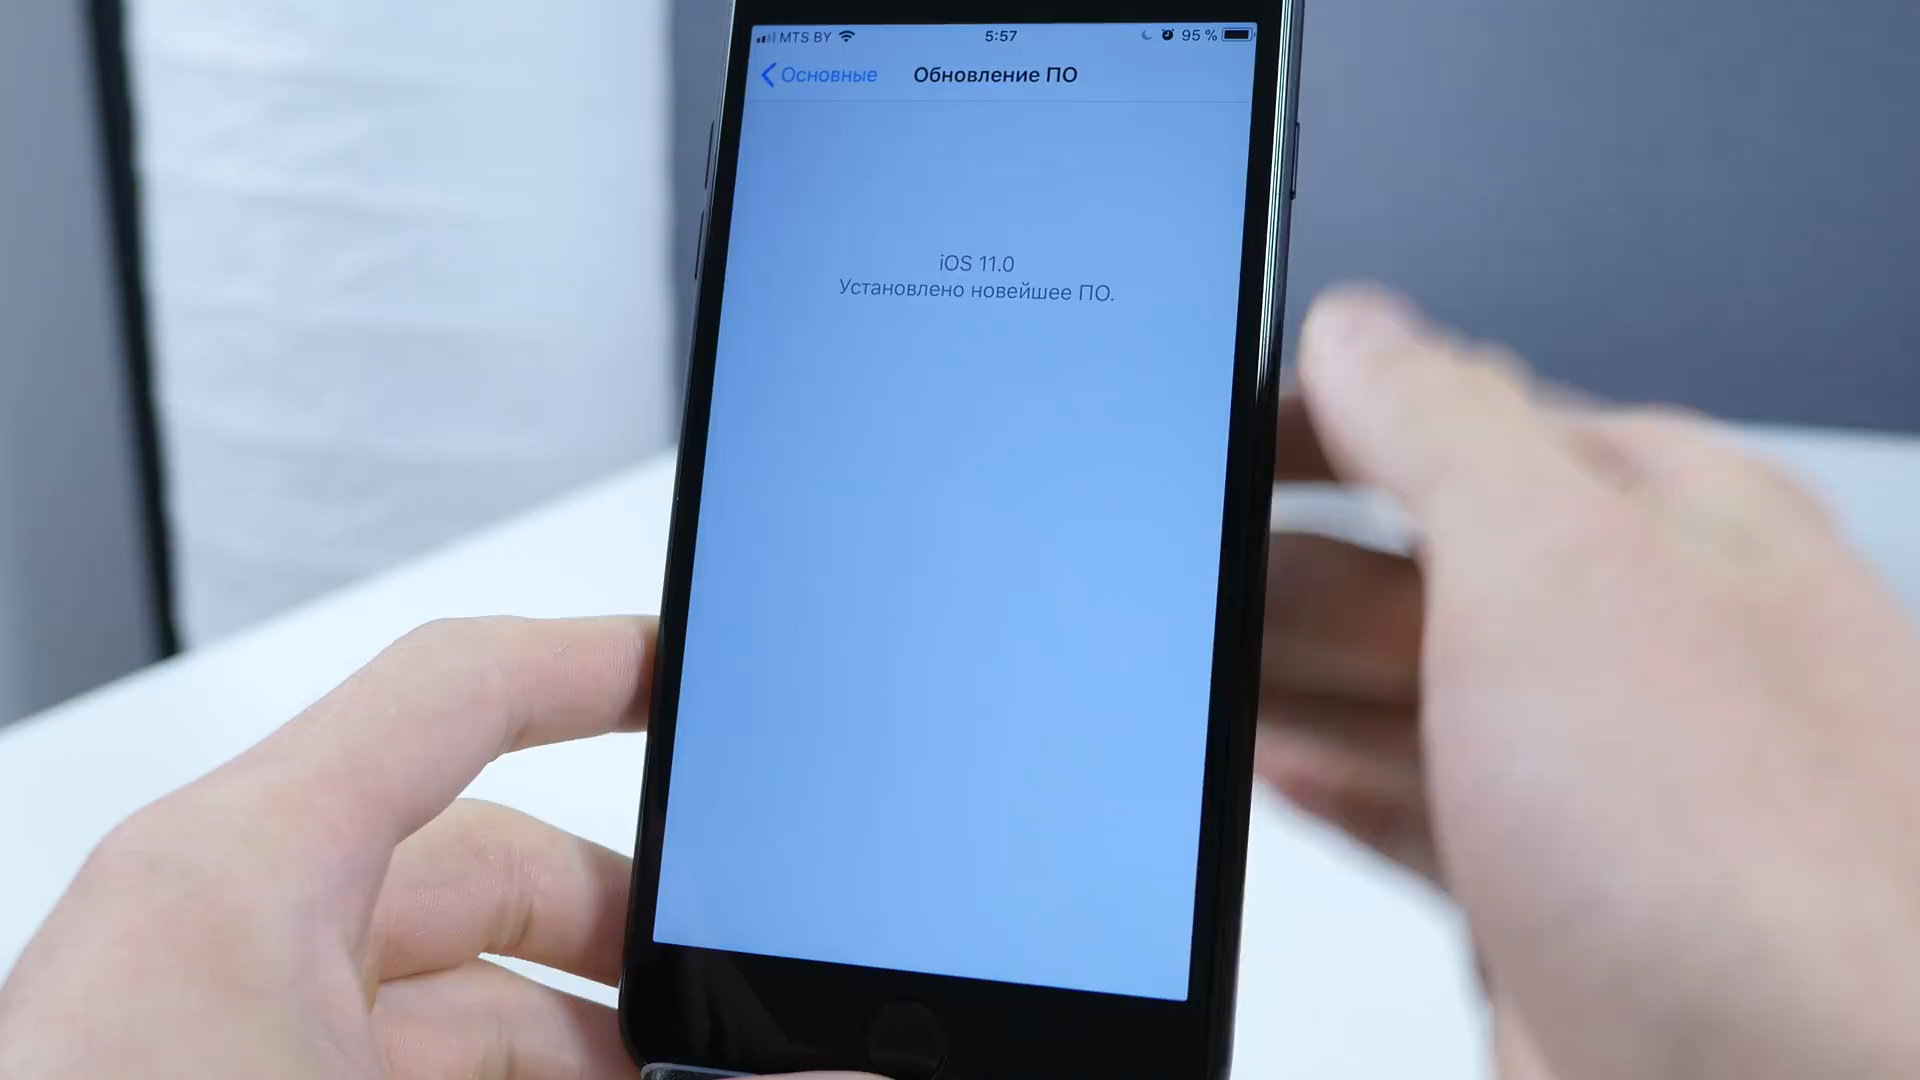 MTS BY 5:57 95 %
Основные Обновление ПО
iOS 11.0
Установлено новейшее ПО.